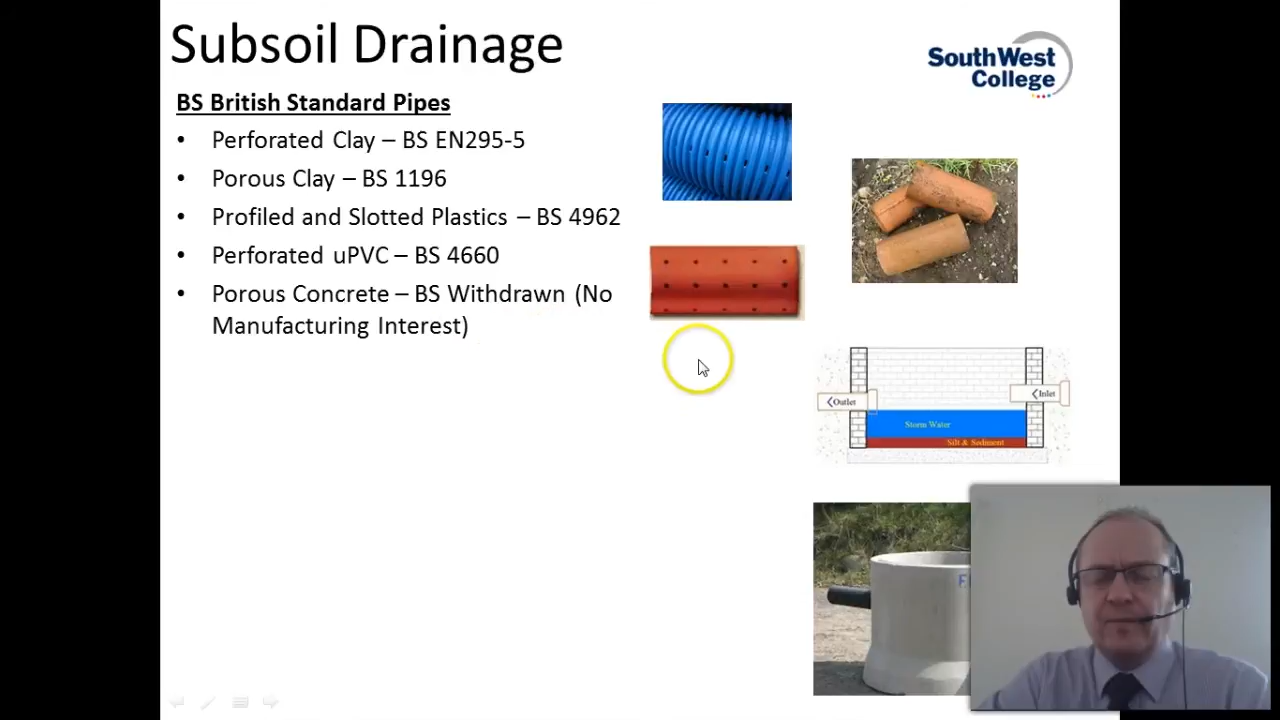 Subsoil Drainage
SouthWest
College
BS British Standard Pipes
• Perforated Clay – BS EN295-5
• Porous Clay – BS 1196
• Profiled and Slotted Plastics – BS 4962
• Perforated uPVC – BS 4660
• Porous Concrete – BS Withdrawn (No
Manufacturing Interest)
Outlet
Inlet
Storm Water
Silt & Sediment